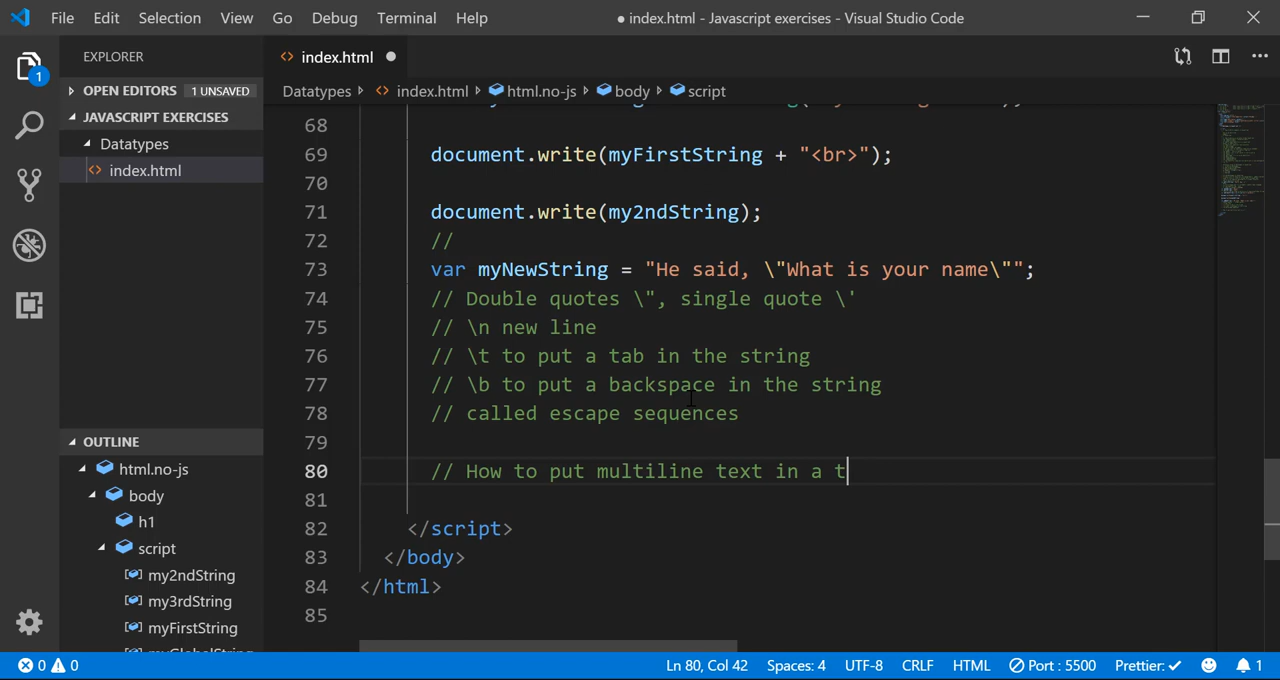 File Edit Selection View Go Debug Terminal Help ● index.html - Javascript exercises - Visual Studio Code
EXPLORER
OPEN EDITORS 1 UNSAVED
JAVASCRIPT EXERCISES
Datatypes
<> index.html
1
<> index.html ●
Datatypes <> index.html html.no-js body script
68
69 document.write(myFirstString + "<br>");
70
71 document.write(my2ndString);
72 //
73 var myNewString = "He said, \"What is your name\"";
74 // Double quotes \", single quote \'
75 // \n new line
76 // \t to put a tab in the string
77 // \b to put a backspace in the string
78 // called escape sequences
79
80 // How to put multiline text in a t
81
82 </script>
83 </body>
84 </html>
85
OUTLINE
html.no-js
body
h1
script
my2ndString
my3rdString
myFirstString
0 0 Ln 80, Col 42 Spaces: 4 UTF-8 CRLF HTML Port : 5500 Prettier: ✓ 1